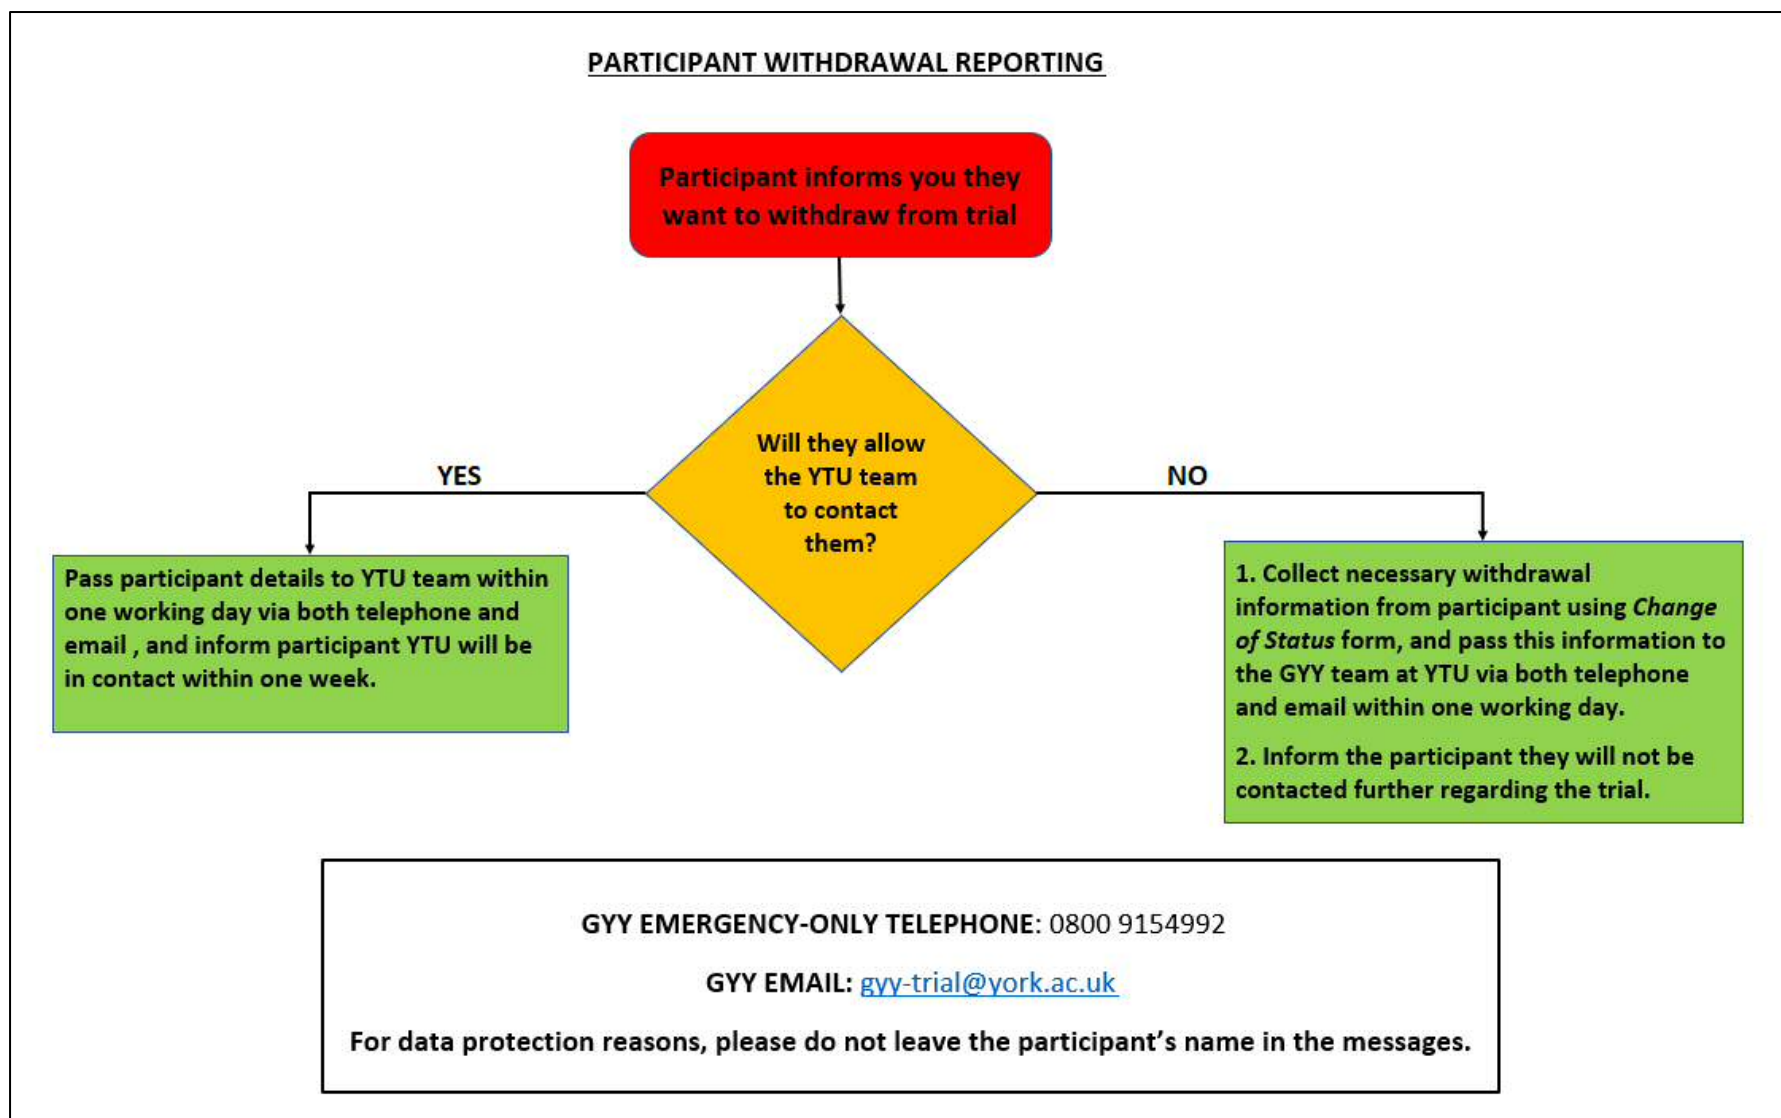 PARTICIPANT WITHDRAWAL REPORTING
Participant informs you they
want to withdraw from trial
Will they allow
the YTU team
to contact
them?
YES
NO
Pass participant details to YTU team within
one working day via both telephone and
email , and inform participant YTU will be
in contact within one week.
1. Collect necessary withdrawal
information from participant using Change
of Status form, and pass this information to
the GYY team at YTU via both telephone
and email within one working day.
2. Inform the participant they will not be
contacted further regarding the trial.
GYY EMERGENCY-ONLY TELEPHONE: 0800 9154992
GYY EMAIL: gyy-trial@york.ac.uk
For data protection reasons, please do not leave the participant’s name in the messages.